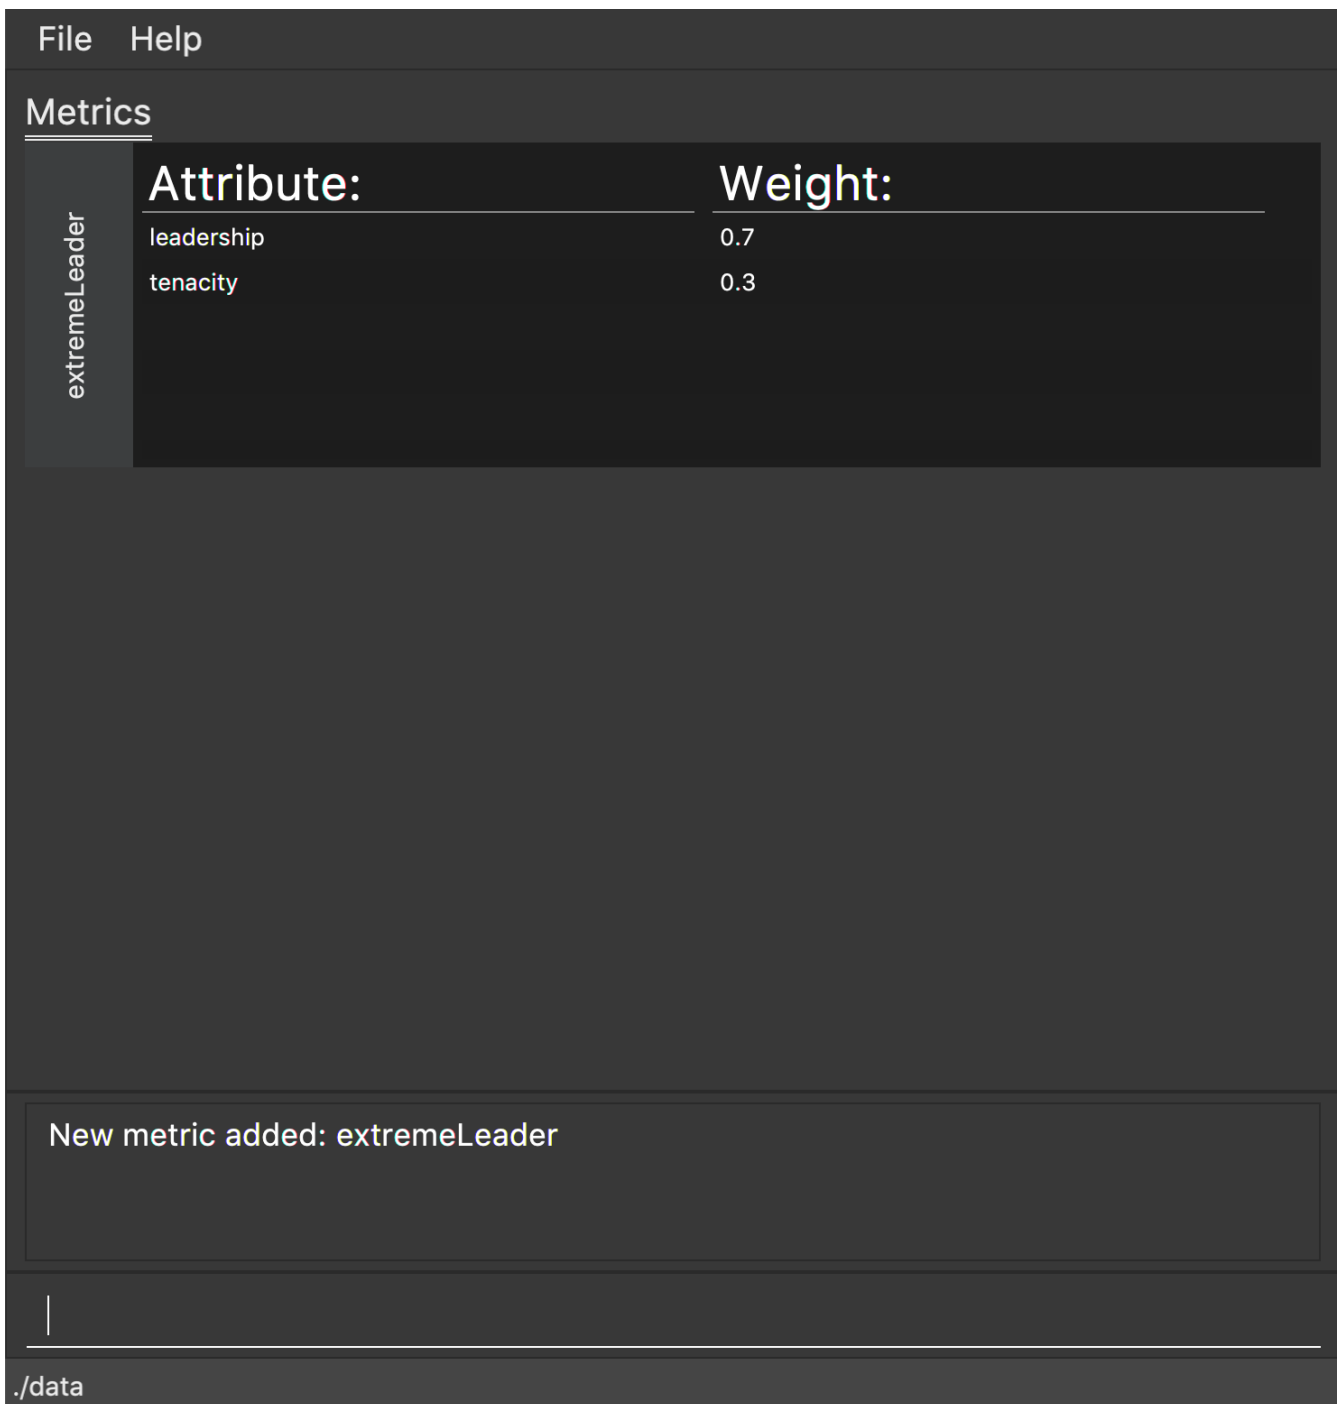 File Help
Metrics
extremeLeader
Attribute: Weight:
leadership 0.7
tenacity 0.3
New metric added: extremeLeader
./data